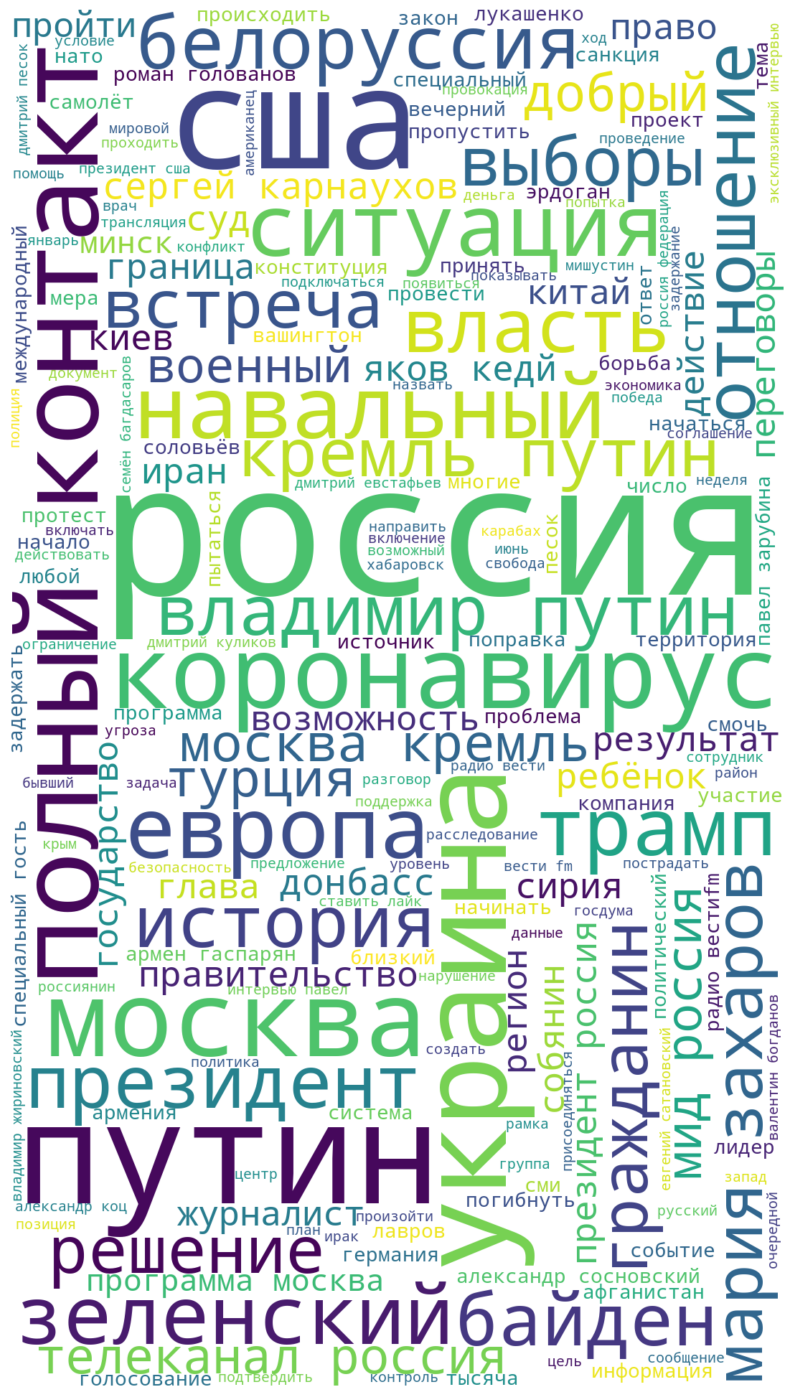 пройти
происходить
закон
лукашенко
право
условие
нато
белоруссия
ход
санкция
тема
эксклюзивный интервью
дмитрий песок
роман голованов
специальный
провокация
самолёт
сша
американец
вечерний
добрый
проект
мировой
проходить
пропустить
проведение
помощь
президент сша
выборы
отношение
полный контакт
сергей карнаухов
деньга
эрдоган
попытка
врач
трансляция
суд
ситуация
россия федерация
задержание
январь
минск
конфликт
международный
граница
конституция
принять
мишустин
ответ
показывать
подключаться
появиться
мера
встреча
провести
китай
действие
переговоры
киев
вашингтон
власть
документ
военный
яков кедй
борьба
назвать
экономика
победа
полиция
семён багдасаров
навальный
начаться
соглашение
соловьёв
кремль путин
иран
дмитрий евстафьев
многие
число
неделя
протест
включать
начало
действовать
пытаться
россия
направить
включение
возможный
хабаровск
карабах
июнь
свобода
песок
павел зарубина
любой
владимир путин
ограничение
дмитрий куликов
источник
поправка
территория
задержать
коронавирус
программа
угроза
возможность
проблема
смочь
москва кремль
результат
государство
бывший
задача
турция
разговор
радио вести
ребёнок
сотрудник
район
поддержка
компания
участие
крым
европа
расследование
трамп
украина
специальный гость
безопасность
предложение
уровень
вести fm
пострадать
глава
донбасс
ставить лайк
сирия
начинать
госдума
история
данные
армен гаспарян
близкий
правительство
нарушение
россиянин
интервью павел
регион
собянин
президент россия
гражданин
политический
мид россия
радио вестиfm
мария захаров
москва
создать
политика
президент
владимир жириновский
армения
система
присоединяться
евгений сатановский
валентин богданов
путин
рамка
лидер
центр
группа
запад
сми
погибнуть
александр коц
позиция
журналист
произойти
план
ирак
лавров
русский
очередной
решение
германия
событие
программа москва
александр сосновский
афганистан
зеленский
байден
телеканал россия
цель
сообщение
голосование
подтвердить
контроль
тысяча
информация